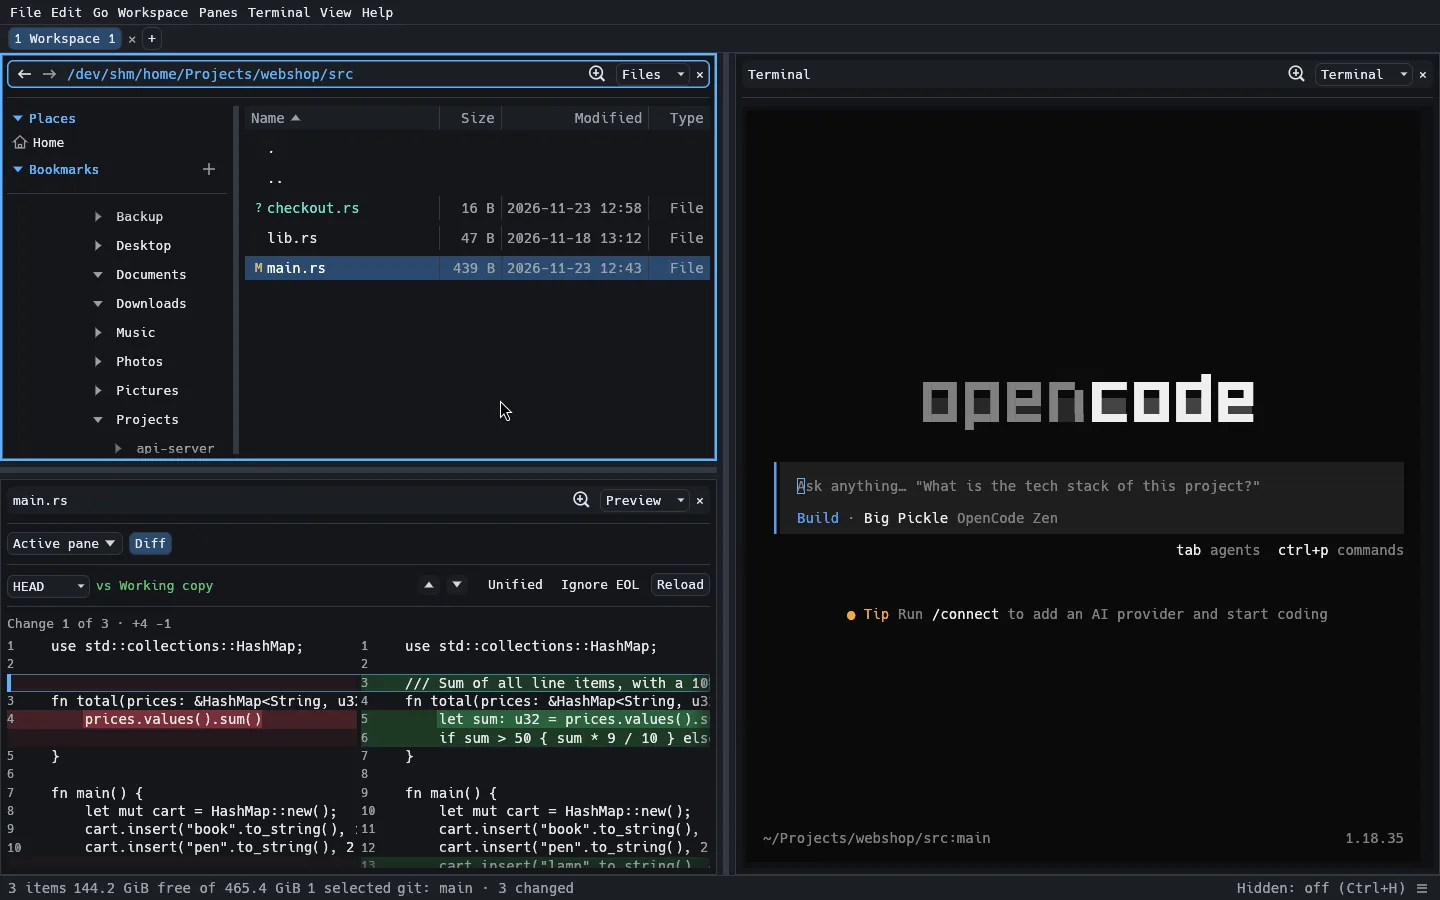 File Edit Go Workspace Panes Terminal View Help
1 Workspace 1 × +
/dev/shm/home/Projects/webshop/src Files ×
Places
Home
Bookmarks +
Backup
Desktop
Documents
Downloads
Music
Photos
Pictures
Projects
api-server
Name Size Modified Type
.
..
? checkout.rs 16 B 2026-11-23 12:58 File
lib.rs 47 B 2026-11-18 13:12 File
M main.rs 439 B 2026-11-23 12:43 File
main.rs Preview ×
Active pane Diff
HEAD vs Working copy Unified Ignore EOL Reload
Change 1 of 3 · +4 -1
1 use std::collections::HashMap;
2
3 fn total(prices: &HashMap<String, u32
4 prices.values().sum()
5 }
6
7 fn main() {
8 let mut cart = HashMap::new();
9 cart.insert("book".to_string(),
10 cart.insert("pen".to_string(), 2
1 use std::collections::HashMap;
2
3 /// Sum of all line items, with a 10
4 fn total(prices: &HashMap<String, u3
5 let sum: u32 = prices.values().s
6 if sum > 50 { sum * 9 / 10 } els
7 }
8
9 fn main() {
10 let mut cart = HashMap::new();
11 cart.insert("book".to_string(),
12 cart.insert("pen".to_string(), 2
13 cart.insert("lamp".to_string(),
Terminal Terminal ×
opencode
Ask anything… "What is the tech stack of this project?"
Build · Big Pickle OpenCode Zen
tab agents ctrl+p commands
● Tip Run /connect to add an AI provider and start coding
~/Projects/webshop/src:main 1.18.35
3 items 144.2 GiB free of 465.4 GiB 1 selected git: main · 3 changed Hidden: off (Ctrl+H)